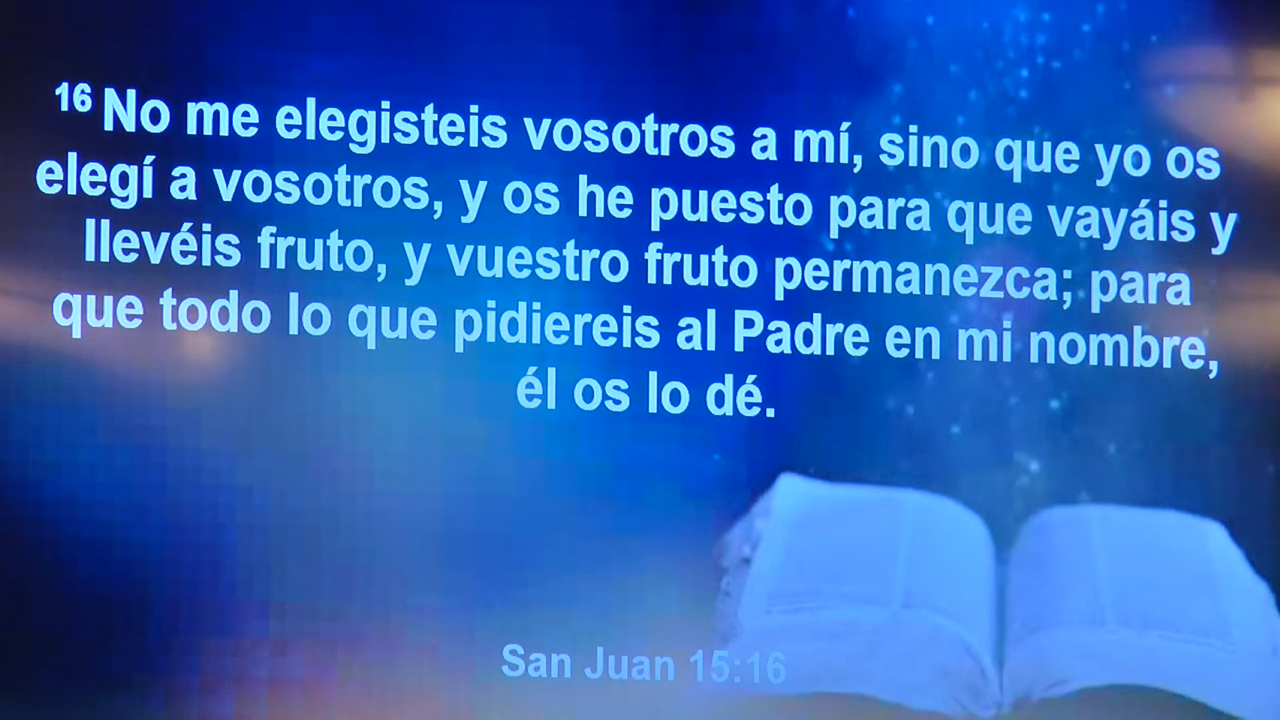 16 No me elegisteis vosotros a mí, sino que yo os
elegí a vosotros, y os he puesto para que vayáis y
llevéis fruto, y vuestro fruto permanezca; para
que todo lo que pidiereis al Padre en mi nombre,
él os lo dé.
San Juan 15:16